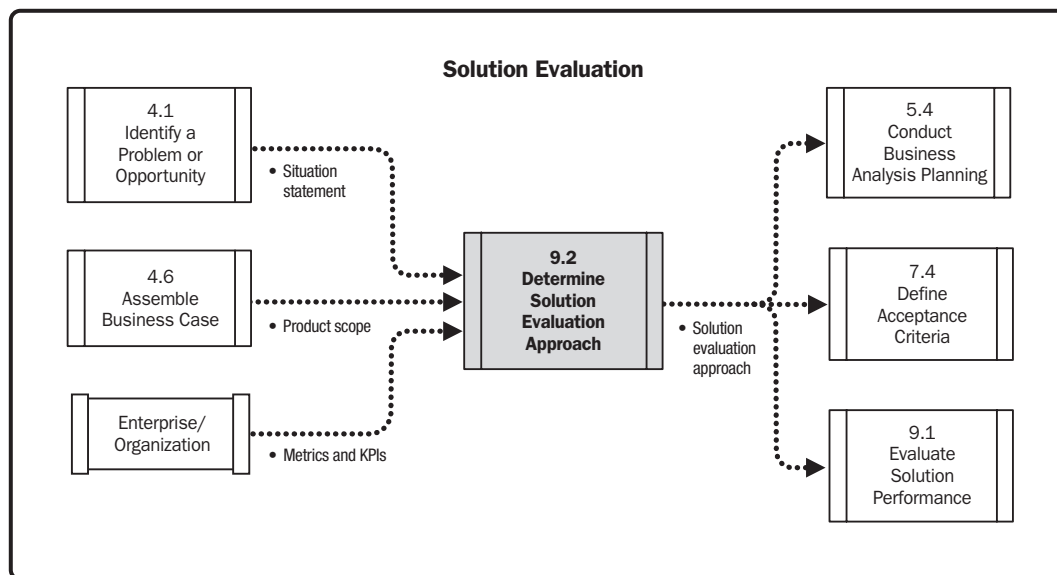 Solution Evaluation
4.1
Identify a
Problem or
Opportunity
• Situation
statement
4.6
Assemble
Business Case
• Product scope
Enterprise/
Organization
• Metrics and KPIs
9.2
Determine
Solution
Evaluation
Approach
• Solution
evaluation
approach
5.4
Conduct
Business
Analysis Planning
7.4
Define
Acceptance
Criteria
9.1
Evaluate
Solution
Performance